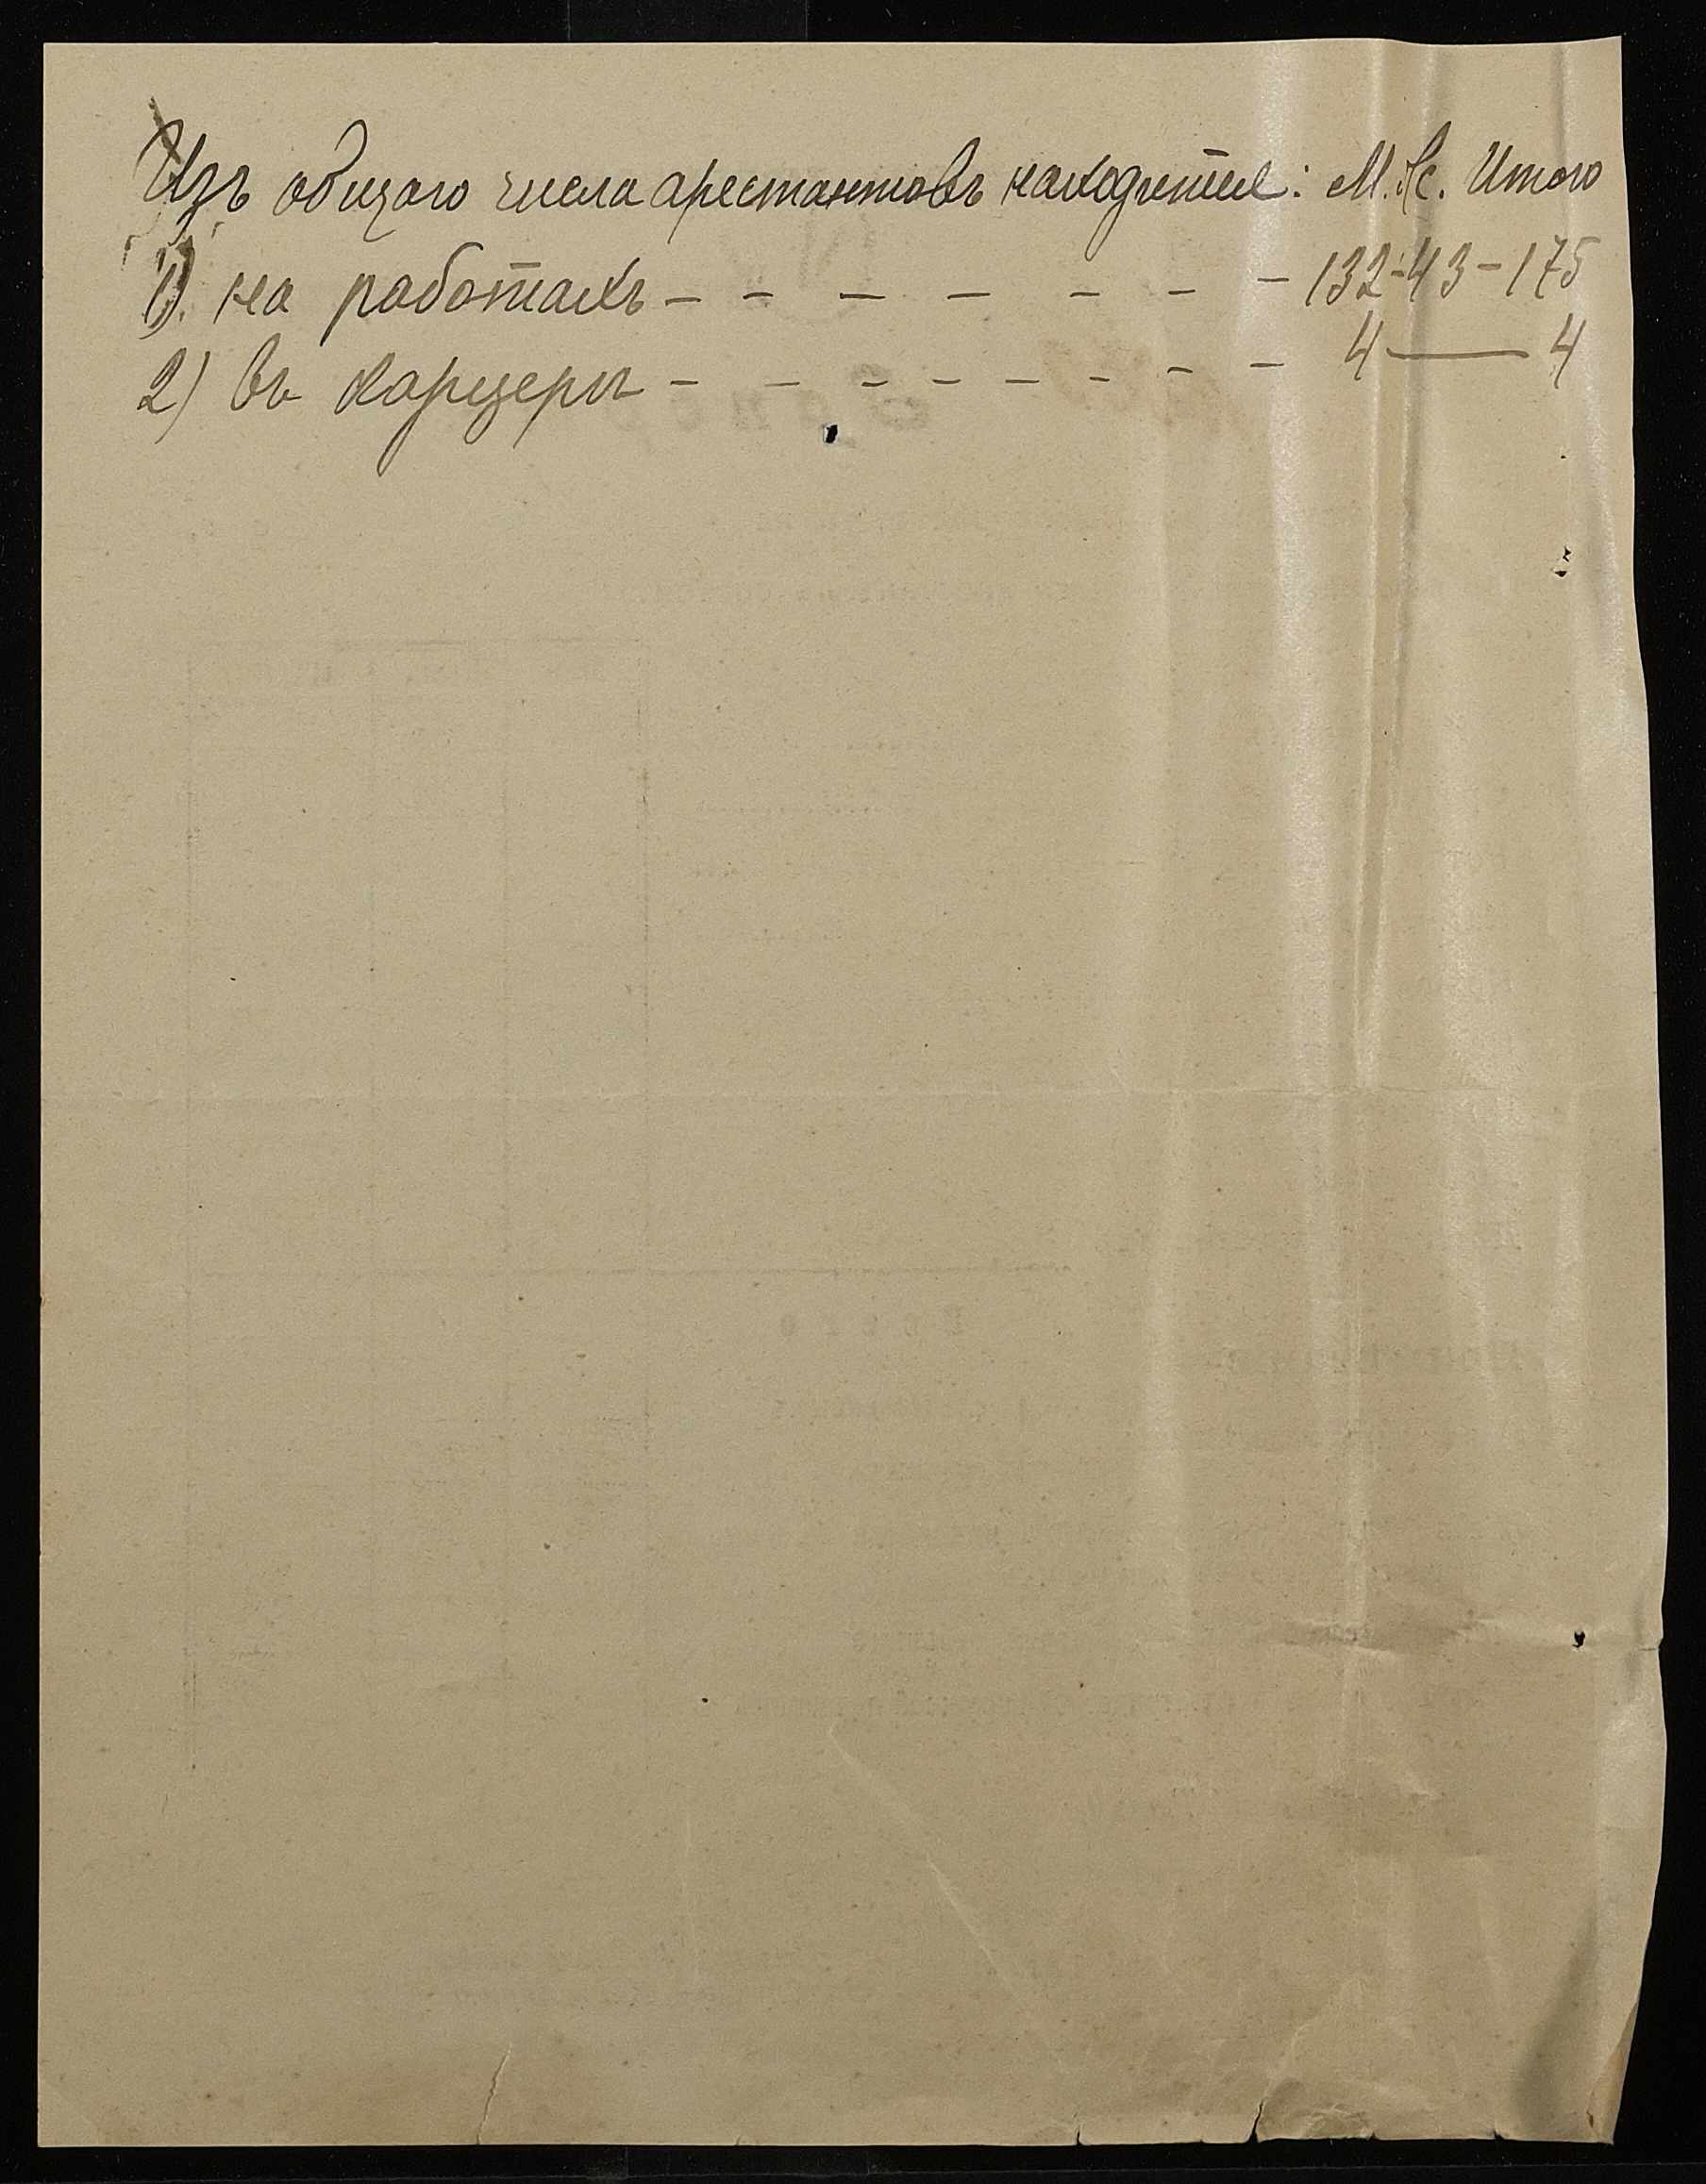 Изъ общаго числа арестантовъ находится: М. Ж. Итого
1) на работахъ — — — — — — — 132-43-175
2) въ карцерѣ — — — — — — — — 4 —— 4